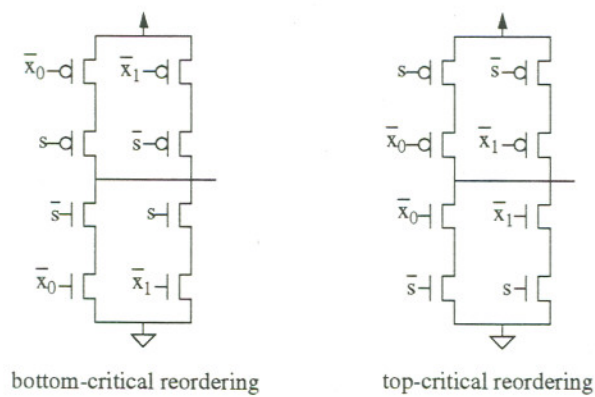 x̄₀ x̄₁ s s̄
s s̄ x̄₀ x̄₁
s̄ s x̄₀ x̄₁
x̄₀ x̄₁ s̄ s
bottom-critical reordering top-critical reordering